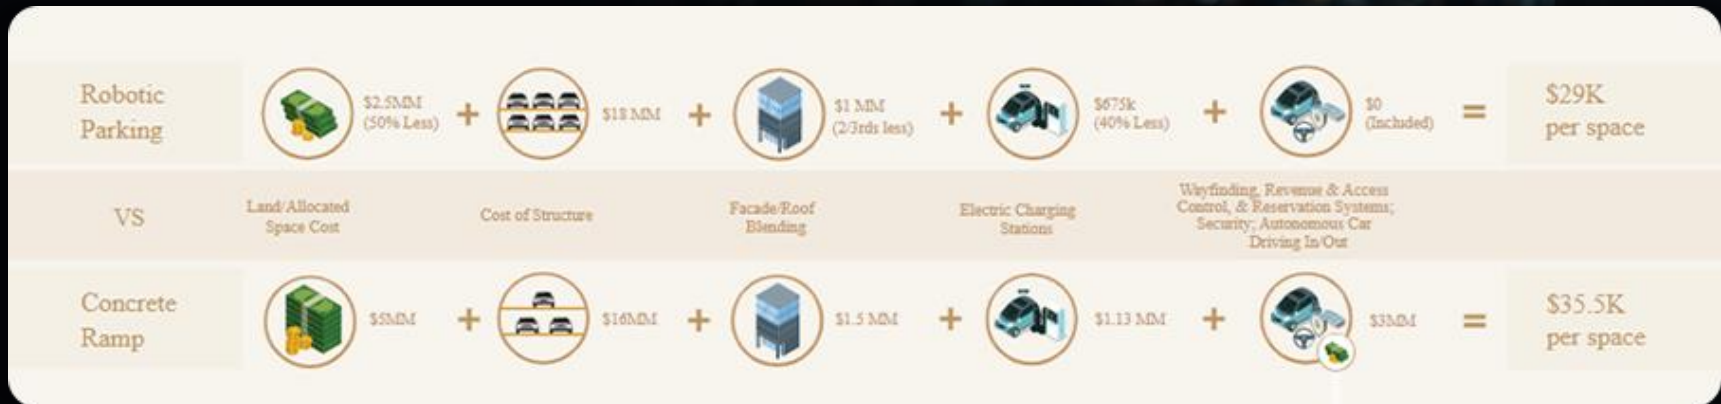 Robotic
Parking
$2.5MM
(50% Less)
+
$18 MM
+
$1 MM
(2/3rds less)
+
$675k
(40% Less)
+
$0
(Included)
=
$29K
per space
VS
Land/Allocated
Space Cost
Cost of Structure
Facade/Roof
Blending
Electric Charging
Stations
Wayfinding, Revenue & Access
Control, & Reservation Systems;
Security; Autonomous Car
Driving In/Out
Concrete
Ramp
$5MM
+
$16MM
+
$1.5 MM
+
$1.13 MM
+
$3MM
=
$35.5K
per space